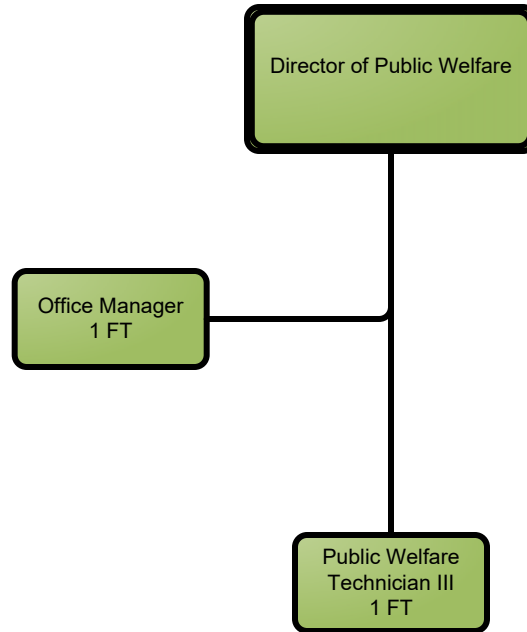 Director of Public Welfare
Office Manager
1 FT
Public Welfare
Technician III
1 FT